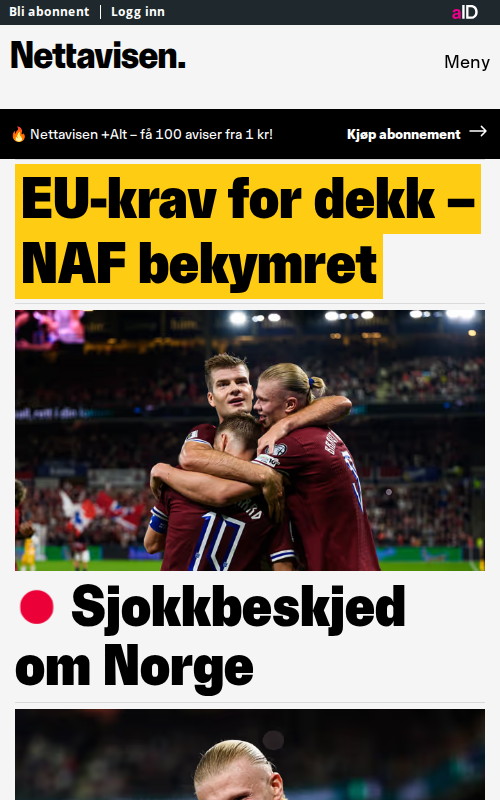 Bli abonnent | Logg inn
aID
Nettavisen.
Meny
🔥 Nettavisen +Alt – få 100 aviser fra 1 kr!
Kjøp abonnement →
EU-krav for dekk –
NAF bekymret
10
Sjokkbeskjed
om Norge